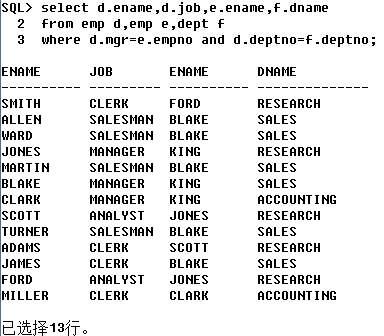 SQL> select d.ename,d.job,e.ename,f.dname
  2  from emp d,emp e,dept f
  3  where d.mgr=e.empno and d.deptno=f.deptno;
ENAME      JOB       ENAME      DNAME
---------- --------- ---------- --------------
SMITH      CLERK     FORD       RESEARCH
ALLEN      SALESMAN  BLAKE      SALES
WARD       SALESMAN  BLAKE      SALES
JONES      MANAGER   KING       RESEARCH
MARTIN     SALESMAN  BLAKE      SALES
BLAKE      MANAGER   KING       SALES
CLARK      MANAGER   KING       ACCOUNTING
SCOTT      ANALYST   JONES      RESEARCH
TURNER     SALESMAN  BLAKE      SALES
ADAMS      CLERK     SCOTT      RESEARCH
JAMES      CLERK     BLAKE      SALES
FORD       ANALYST   JONES      RESEARCH
MILLER     CLERK     CLARK      ACCOUNTING
已选择13行。